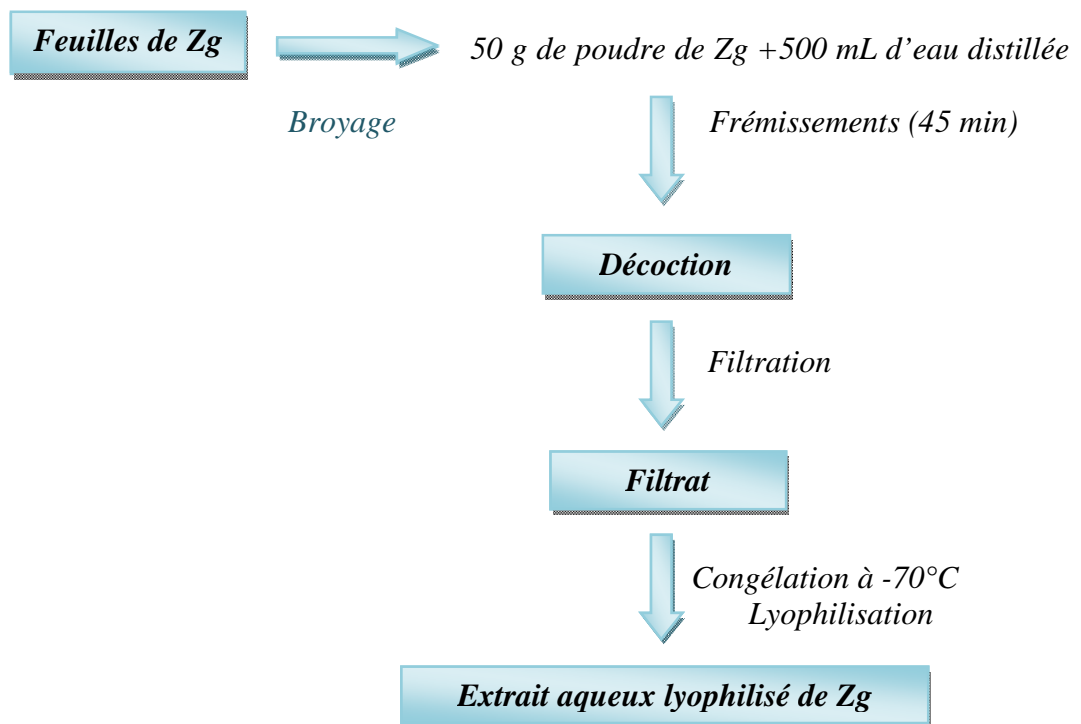 Feuilles de Zg
50 g de poudre de Zg +500 mL d'eau distillée
Broyage
Frémissements (45 min)
Décoction
Filtration
Filtrat
Congélation à -70°C
Lyophilisation
Extrait aqueux lyophilisé de Zg